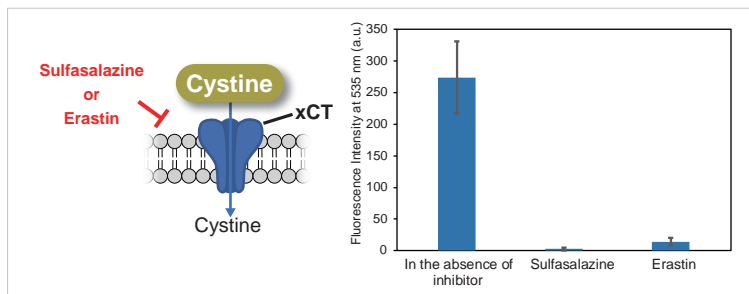 Sulfasalazine
or
Erastin
Cystine
xCT
Cystine
Fluorescence Intensity at 535 nm (a.u.)
350
300
250
200
150
100
50
0
In the absence of
inhibitor
Sulfasalazine
Erastin